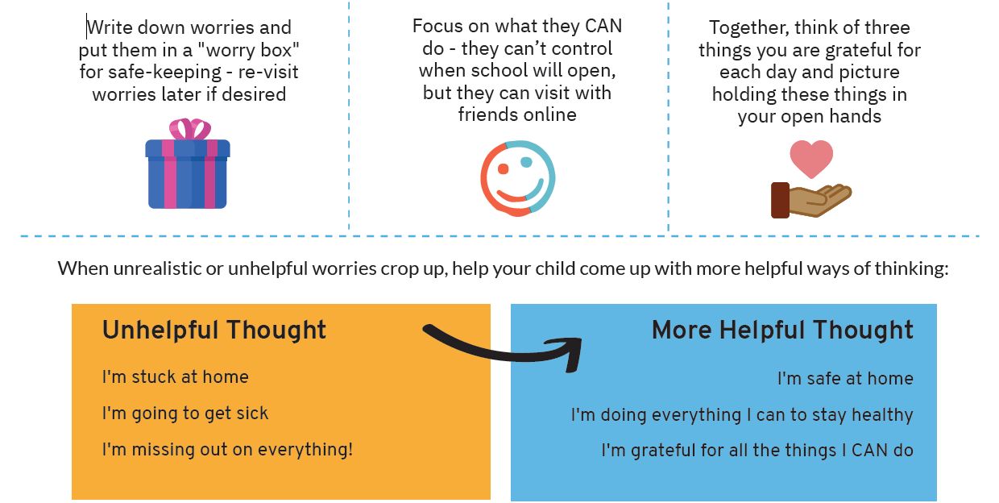 Write down worries and
put them in a "worry box"
for safe-keeping - re-visit
worries later if desired
Focus on what they CAN
do - they can’t control
when school will open,
but they can visit with
friends online
Together, think of three
things you are grateful for
each day and picture
holding these things in
your open hands
When unrealistic or unhelpful worries crop up, help your child come up with more helpful ways of thinking:
Unhelpful Thought
I'm stuck at home
I'm going to get sick
I'm missing out on everything!
More Helpful Thought
I'm safe at home
I'm doing everything I can to stay healthy
I'm grateful for all the things I CAN do